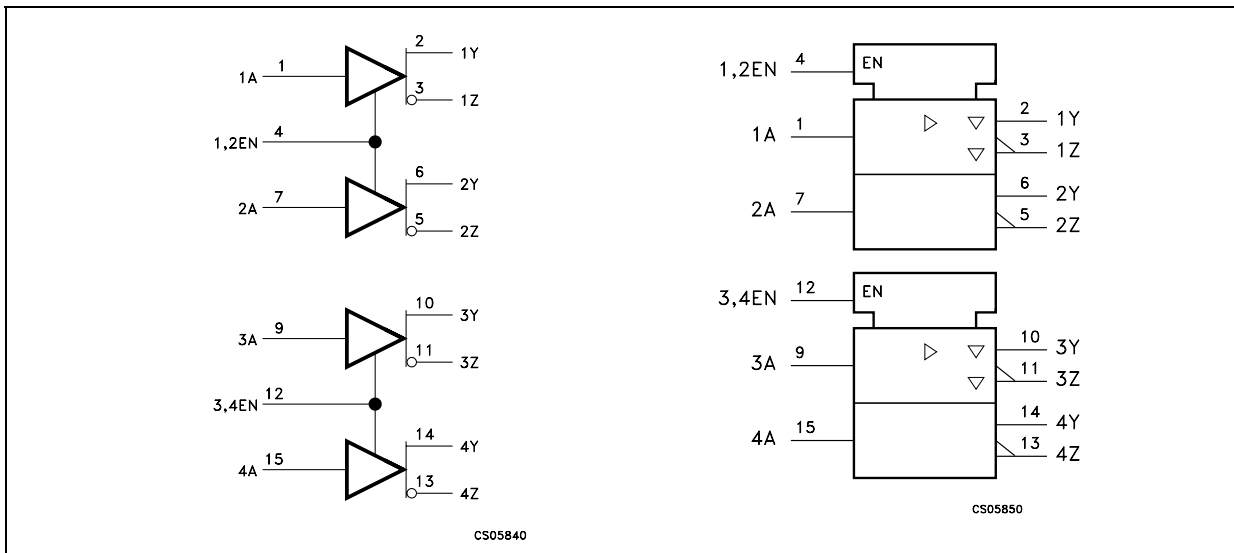 1A 1 2 1Y
3 1Z
1,2EN 4
2A 7 6 2Y
5 2Z
3A 9 10 3Y
11 3Z
3,4EN 12
4A 15 14 4Y
13 4Z
CS05840
1,2EN 4 EN
1A 1 2 1Y
3 1Z
2A 7 6 2Y
5 2Z
3,4EN 12 EN
3A 9 10 3Y
11 3Z
4A 15 14 4Y
13 4Z
CS05850